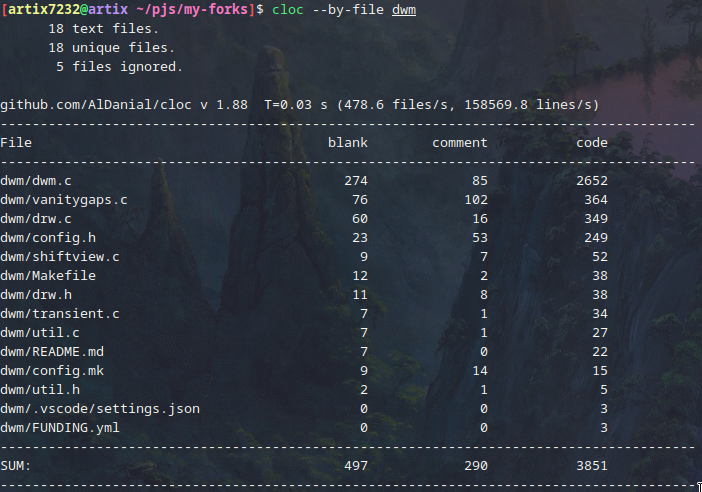 [artix7232@artix ~/pjs/my-forks]$ cloc --by-file dwm
      18 text files.
      18 unique files.
       5 files ignored.

github.com/AlDanial/cloc v 1.88  T=0.03 s (478.6 files/s, 158569.8 lines/s)
---------------------------------------------------------------------------------------
File                                     blank        comment           code
---------------------------------------------------------------------------------------
dwm/dwm.c                                  274             85           2652
dwm/vanitygaps.c                            76            102            364
dwm/drw.c                                   60             16            349
dwm/config.h                                23             53            249
dwm/shiftview.c                              9              7             52
dwm/Makefile                                12              2             38
dwm/drw.h                                   11              8             38
dwm/transient.c                              7              1             34
dwm/util.c                                   7              1             27
dwm/README.md                                7              0             22
dwm/config.mk                                9             14             15
dwm/util.h                                   2              1              5
dwm/.vscode/settings.json                    0              0              3
dwm/FUNDING.yml                              0              0              3
---------------------------------------------------------------------------------------
SUM:                                       497            290           3851
---------------------------------------------------------------------------------------